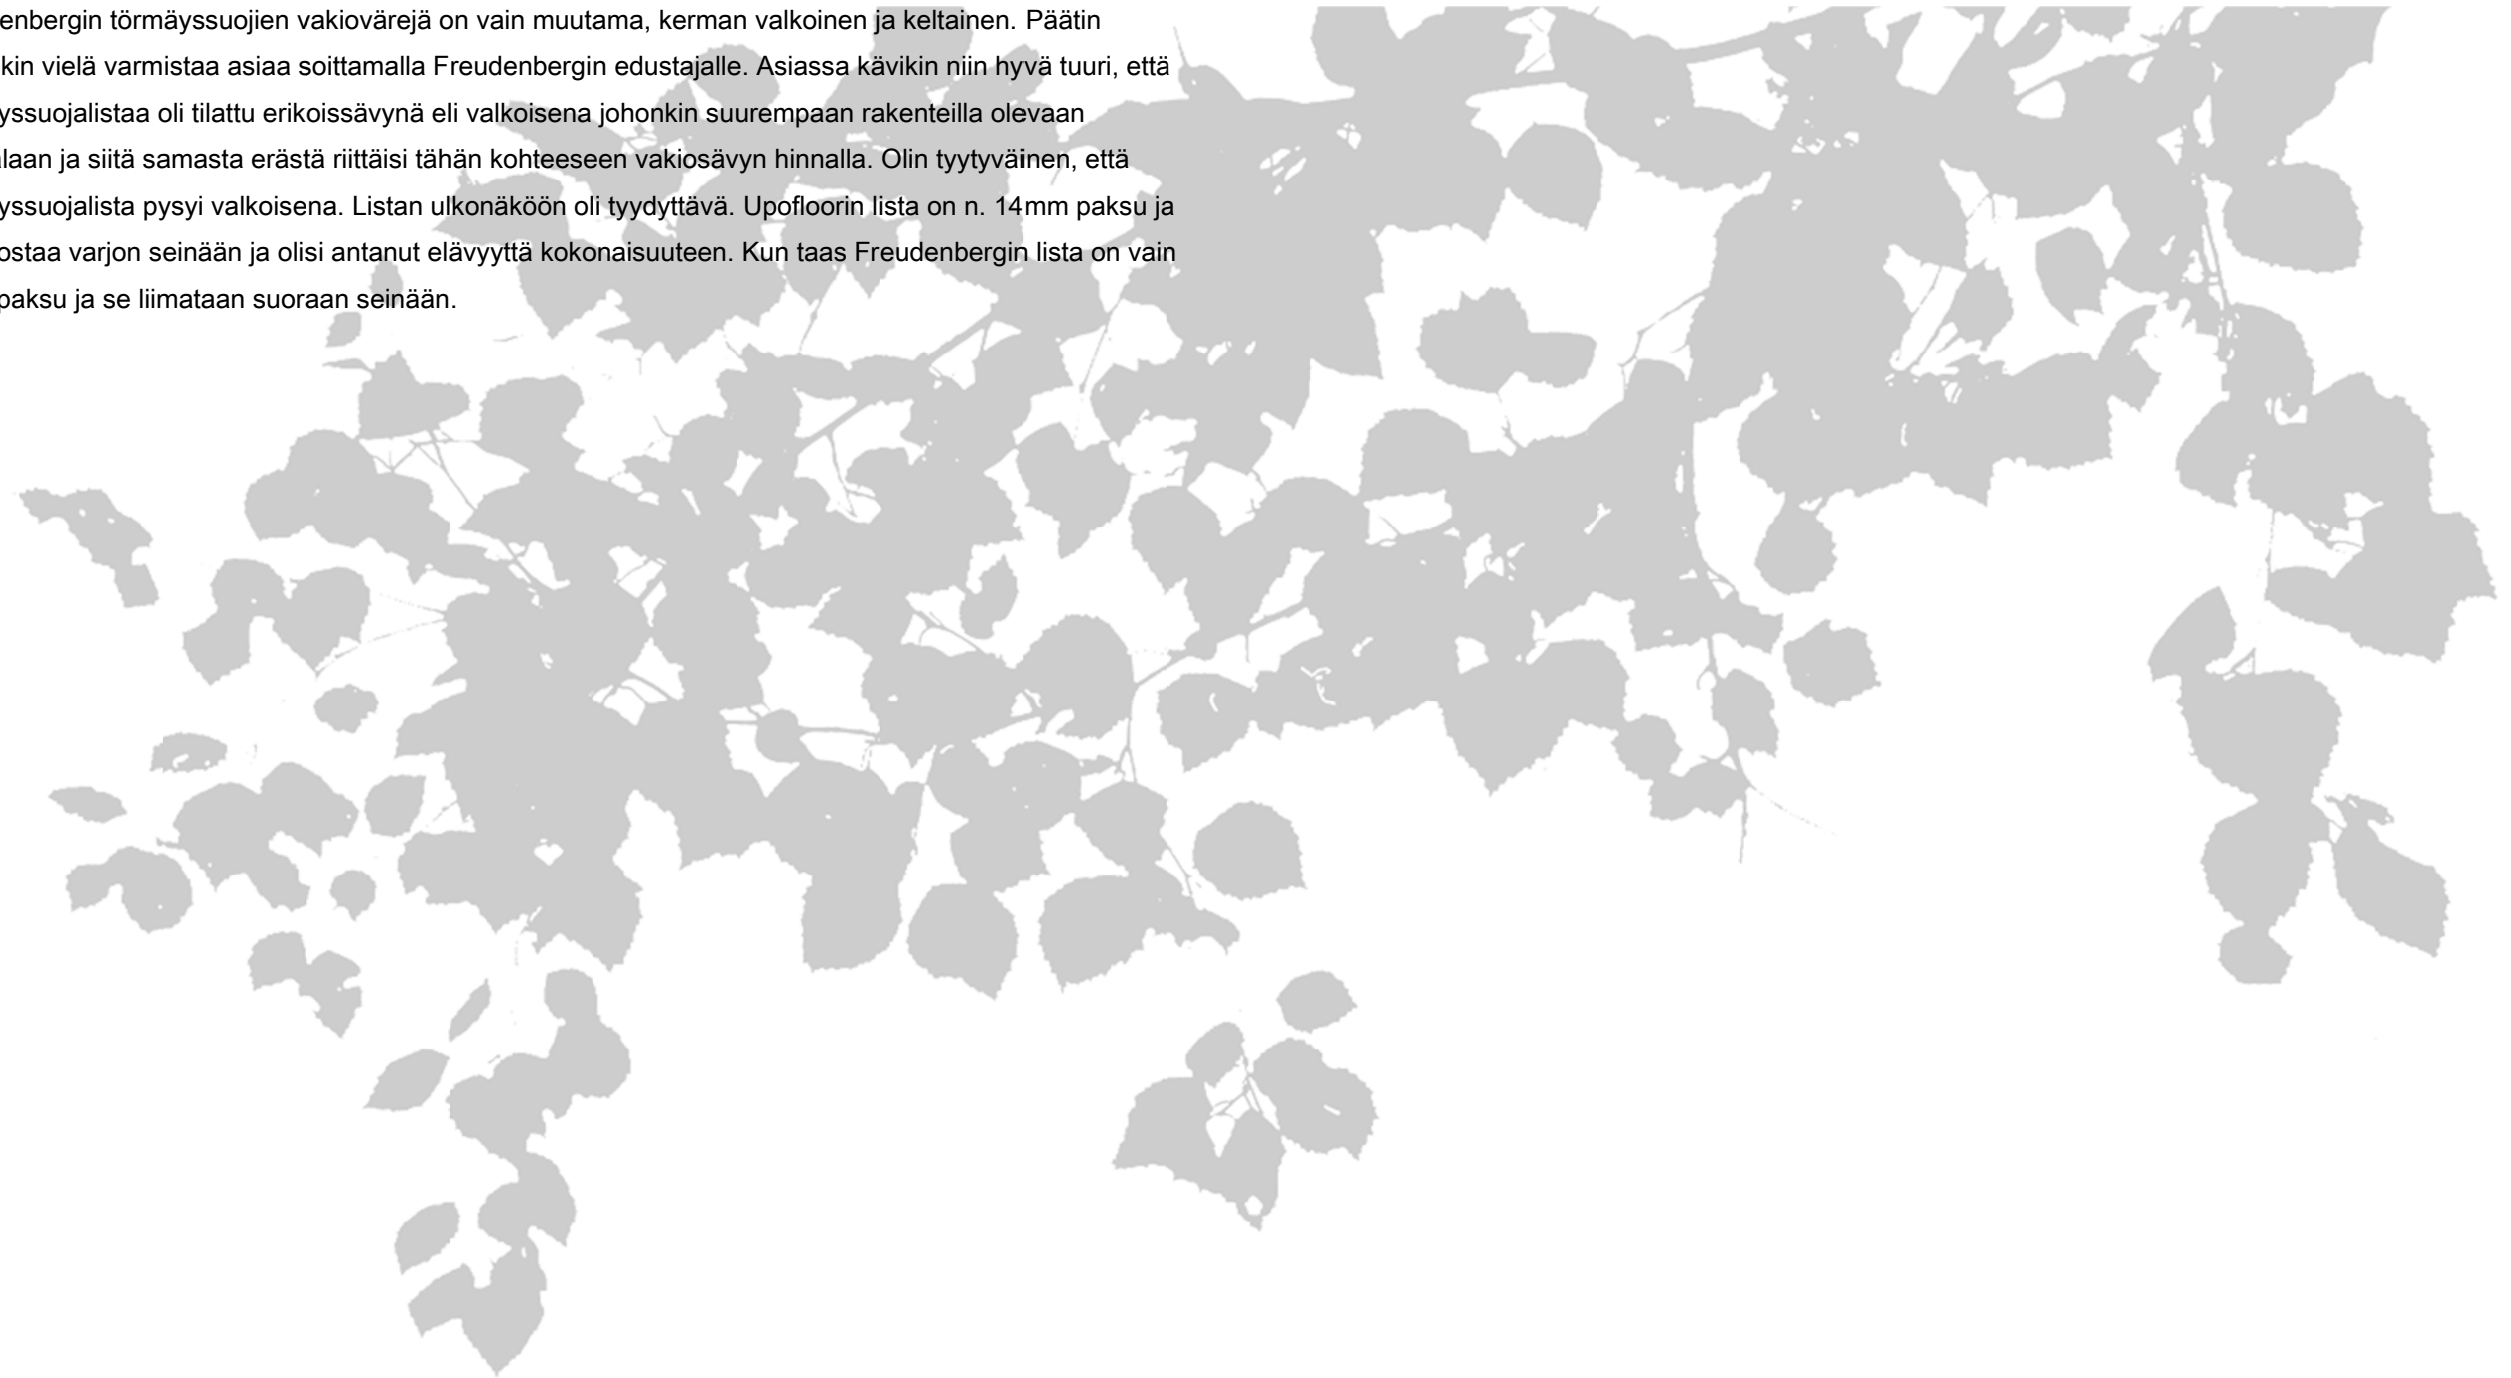 enbergin törmäyssuojien vakiovärejä on vain muutama, kerman valkoinen ja keltainen. Päätin
kin vielä varmistaa asiaa soittamalla Freudenbergin edustajalle. Asiassa kävikin niin hyvä tuuri, että
yssuojalistaa oli tilattu erikoissävynä eli valkoisena johonkin suurempaan rakenteilla olevaan
alaan ja siitä samasta erästä riittäisi tähän kohteeseen vakiosävyn hinnalla. Olin tyytyväinen, että
yssuojalista pysyi valkoisena. Listan ulkonäköön oli tyydyttävä. Upofloorin lista on n. 14mm paksu ja
ostaa varjon seinään ja olisi antanut elävyyttä kokonaisuuteen. Kun taas Freudenbergin lista on vain
paksu ja se liimataan suoraan seinään.